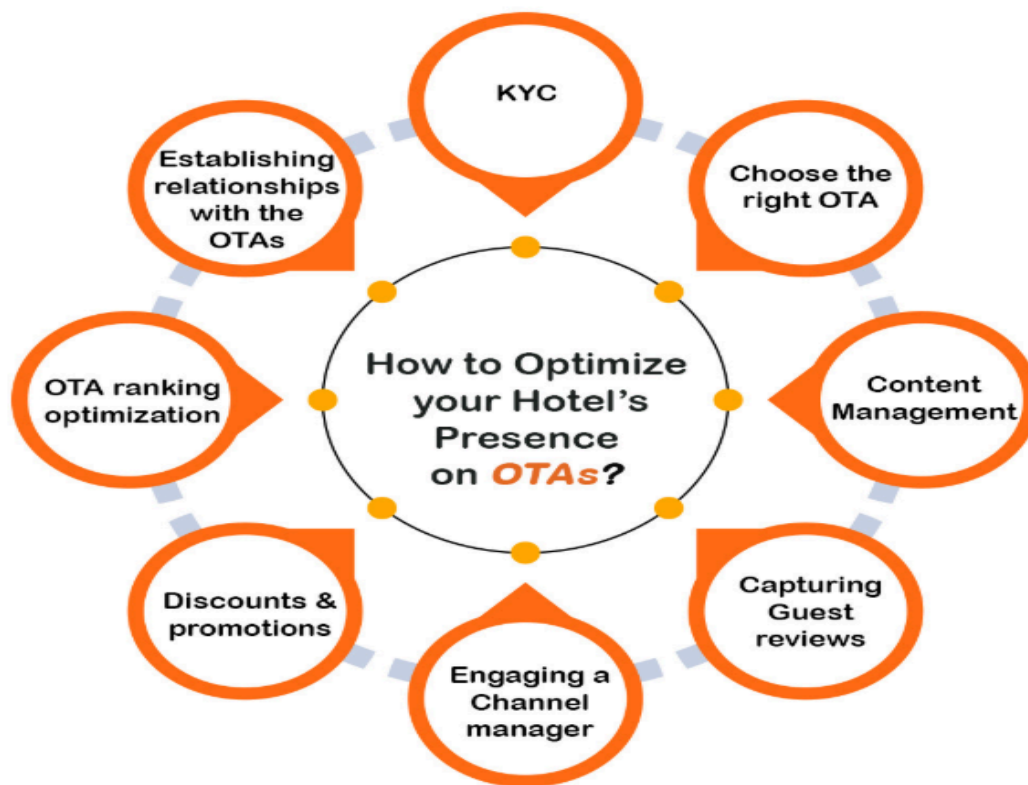 KYC
Establishing
relationships
with the
OTAs
Choose the
right OTA
How to Optimize
your Hotel's
Presence
on OTAs?
OTA ranking
optimization
Content
Management
Discounts &
promotions
Capturing
Guest
reviews
Engaging a
Channel
manager